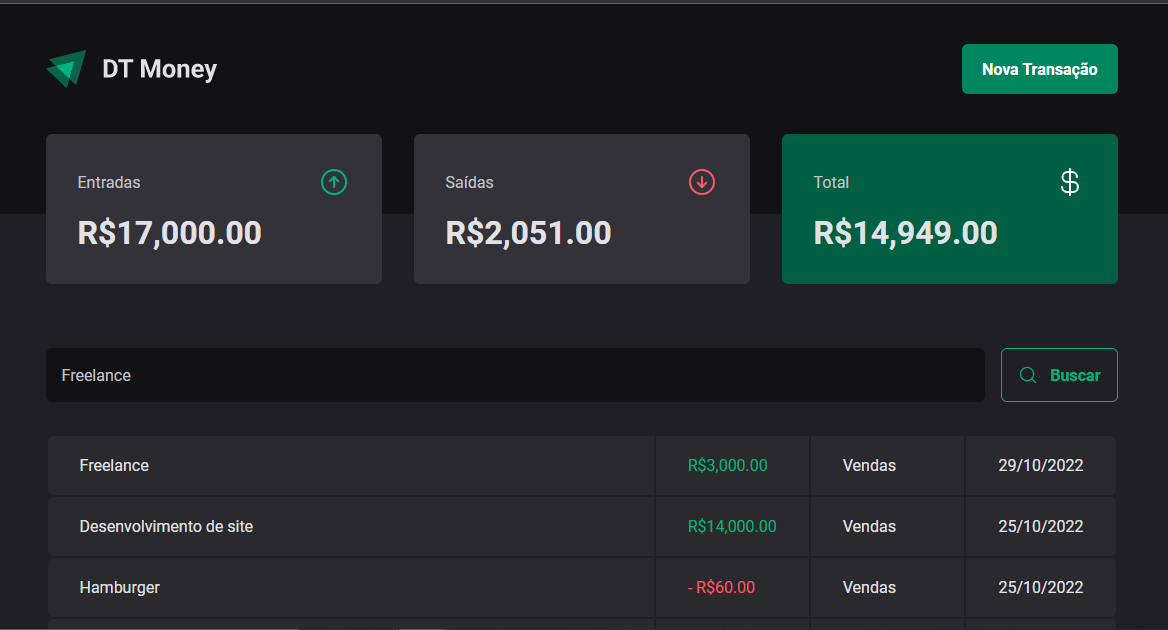 DT Money
Nova Transação
Entradas
R$17,000.00
Saídas
R$2,051.00
Total
$
R$14,949.00
Freelance
Buscar
Freelance R$3,000.00 Vendas 29/10/2022
Desenvolvimento de site R$14,000.00 Vendas 25/10/2022
Hamburger - R$60.00 Vendas 25/10/2022